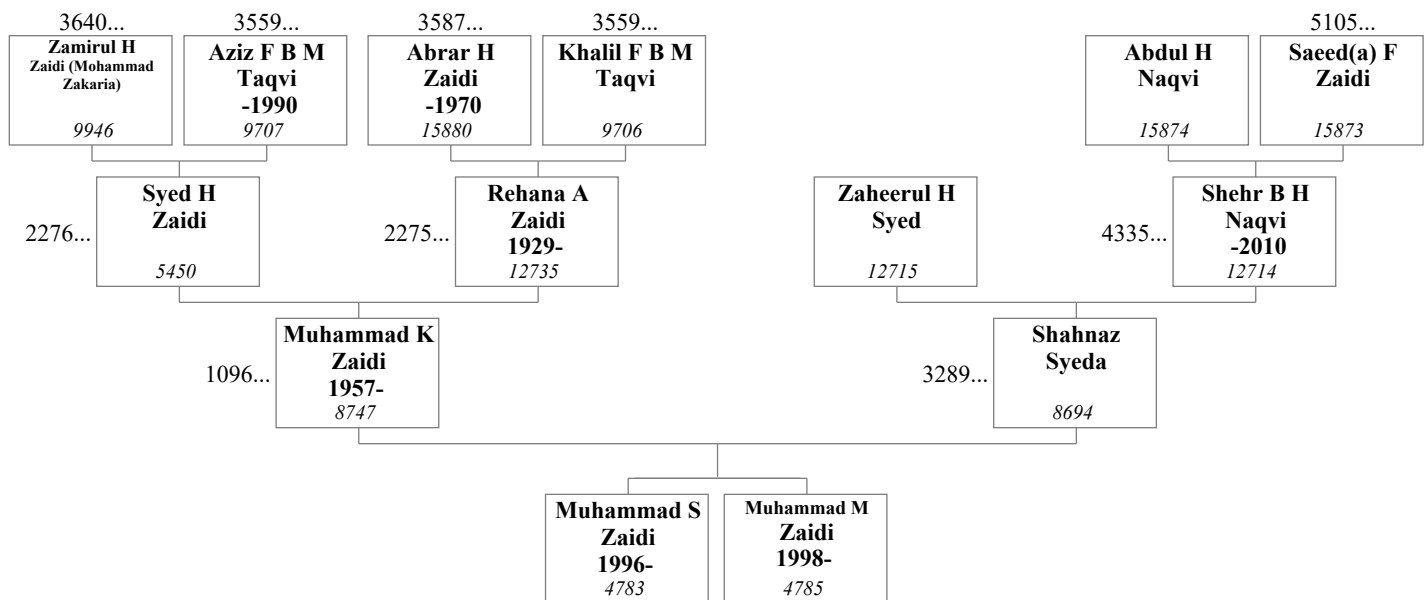 3640...
3559...
3587...
3559...
5105...
Zamirul H
Zaidi (Mohammad
Zakaria)
9946
Aziz F B M
Taqvi
-1990
9707
Abrar H
Zaidi
-1970
15880
Khalil F B M
Taqvi
9706
Abdul H
Naqvi
15874
Saeed(a) F
Zaidi
15873
2276...
Syed H
Zaidi
5450
2275...
Rehana A
Zaidi
1929-
12735
Zaheerul H
Syed
12715
4335...
Shehr B H
Naqvi
-2010
12714
1096...
Muhammad K
Zaidi
1957-
8747
3289...
Shahnaz
Syeda
8694
Muhammad S
Zaidi
1996-
4783
Muhammad M
Zaidi
1998-
4785